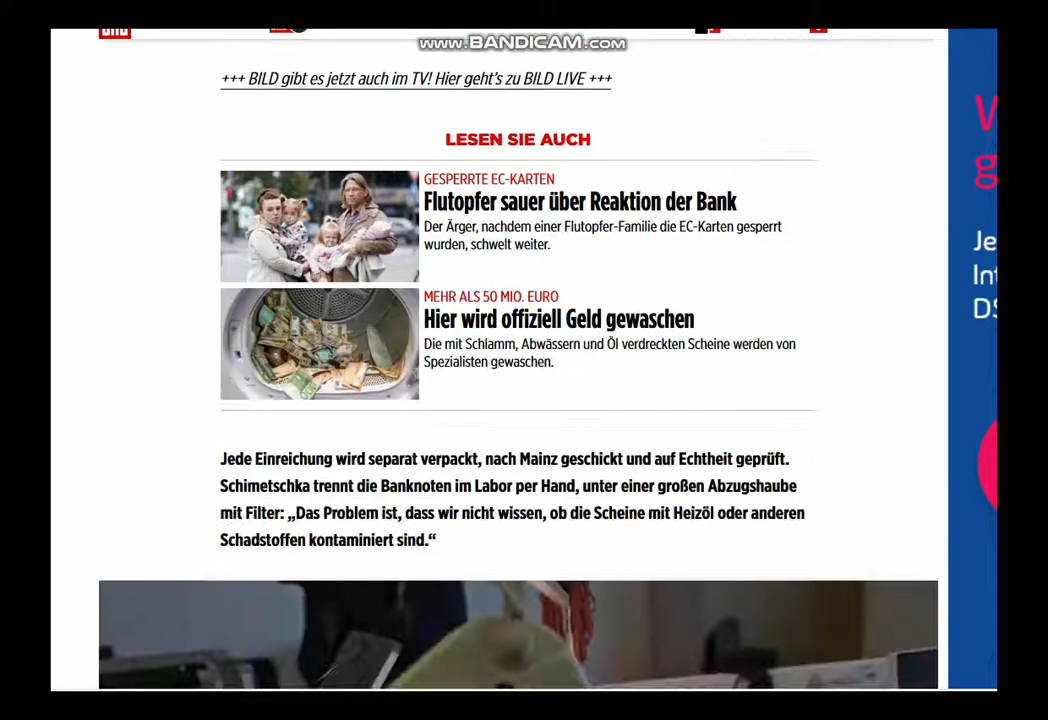 www.BANDICAM.com
+++ BILD gibt es jetzt auch im TV! Hier geht's zu BILD LIVE +++
LESEN SIE AUCH
GESPERRTE EC-KARTEN
Flutopfer sauer über Reaktion der Bank
Der Ärger, nachdem einer Flutopfer-Familie die EC-Karten gesperrt
wurden, schwelt weiter.
MEHR ALS 50 MIO. EURO
Hier wird offiziell Geld gewaschen
Die mit Schlamm, Abwässern und Öl verdreckten Scheine werden von
Spezialisten gewaschen.
Jede Einreichung wird separat verpackt, nach Mainz geschickt und auf Echtheit geprüft.
Schimetschka trennt die Banknoten im Labor per Hand, unter einer großen Abzugshaube
mit Filter: „Das Problem ist, dass wir nicht wissen, ob die Scheine mit Heizöl oder anderen
Schadstoffen kontaminiert sind.“
g
Je